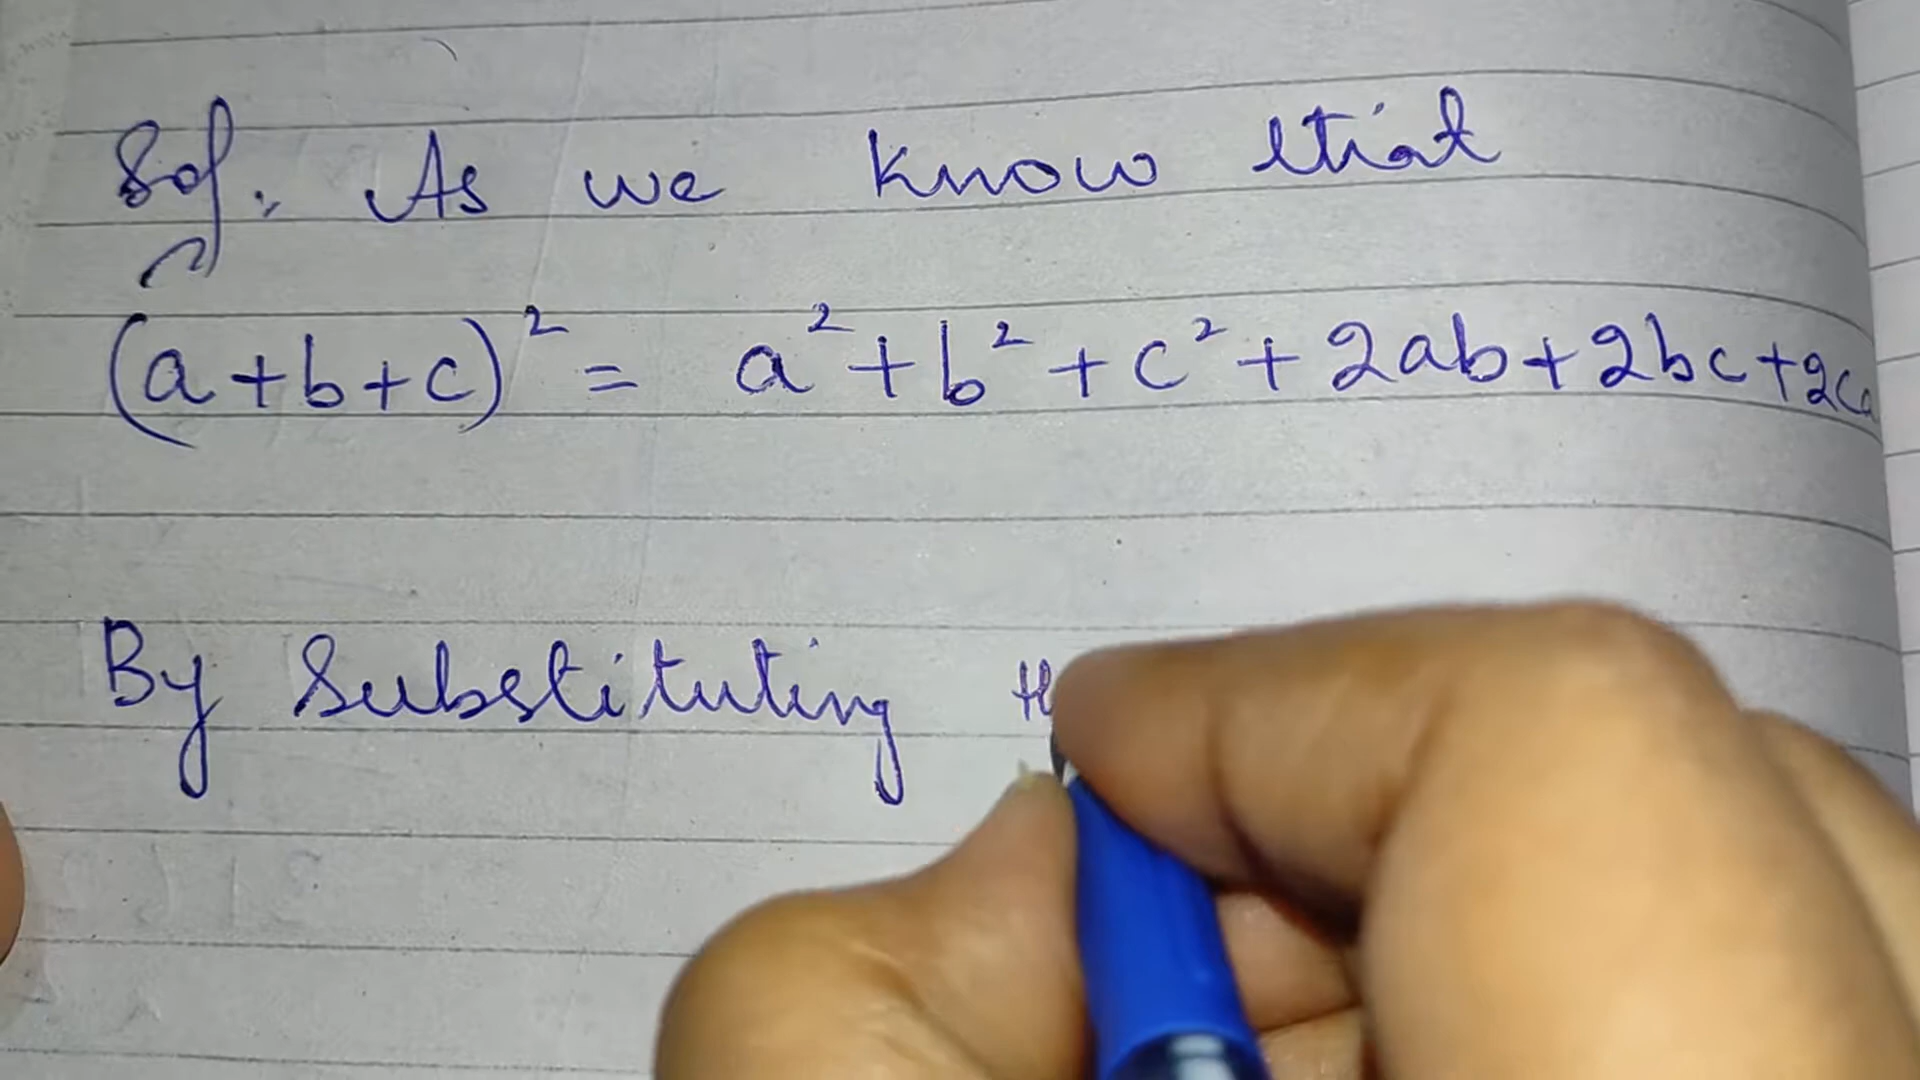 Sol. As we know that
(a+b+c)² = a²+b²+c²+2ab+2bc+2ca
By Substituting